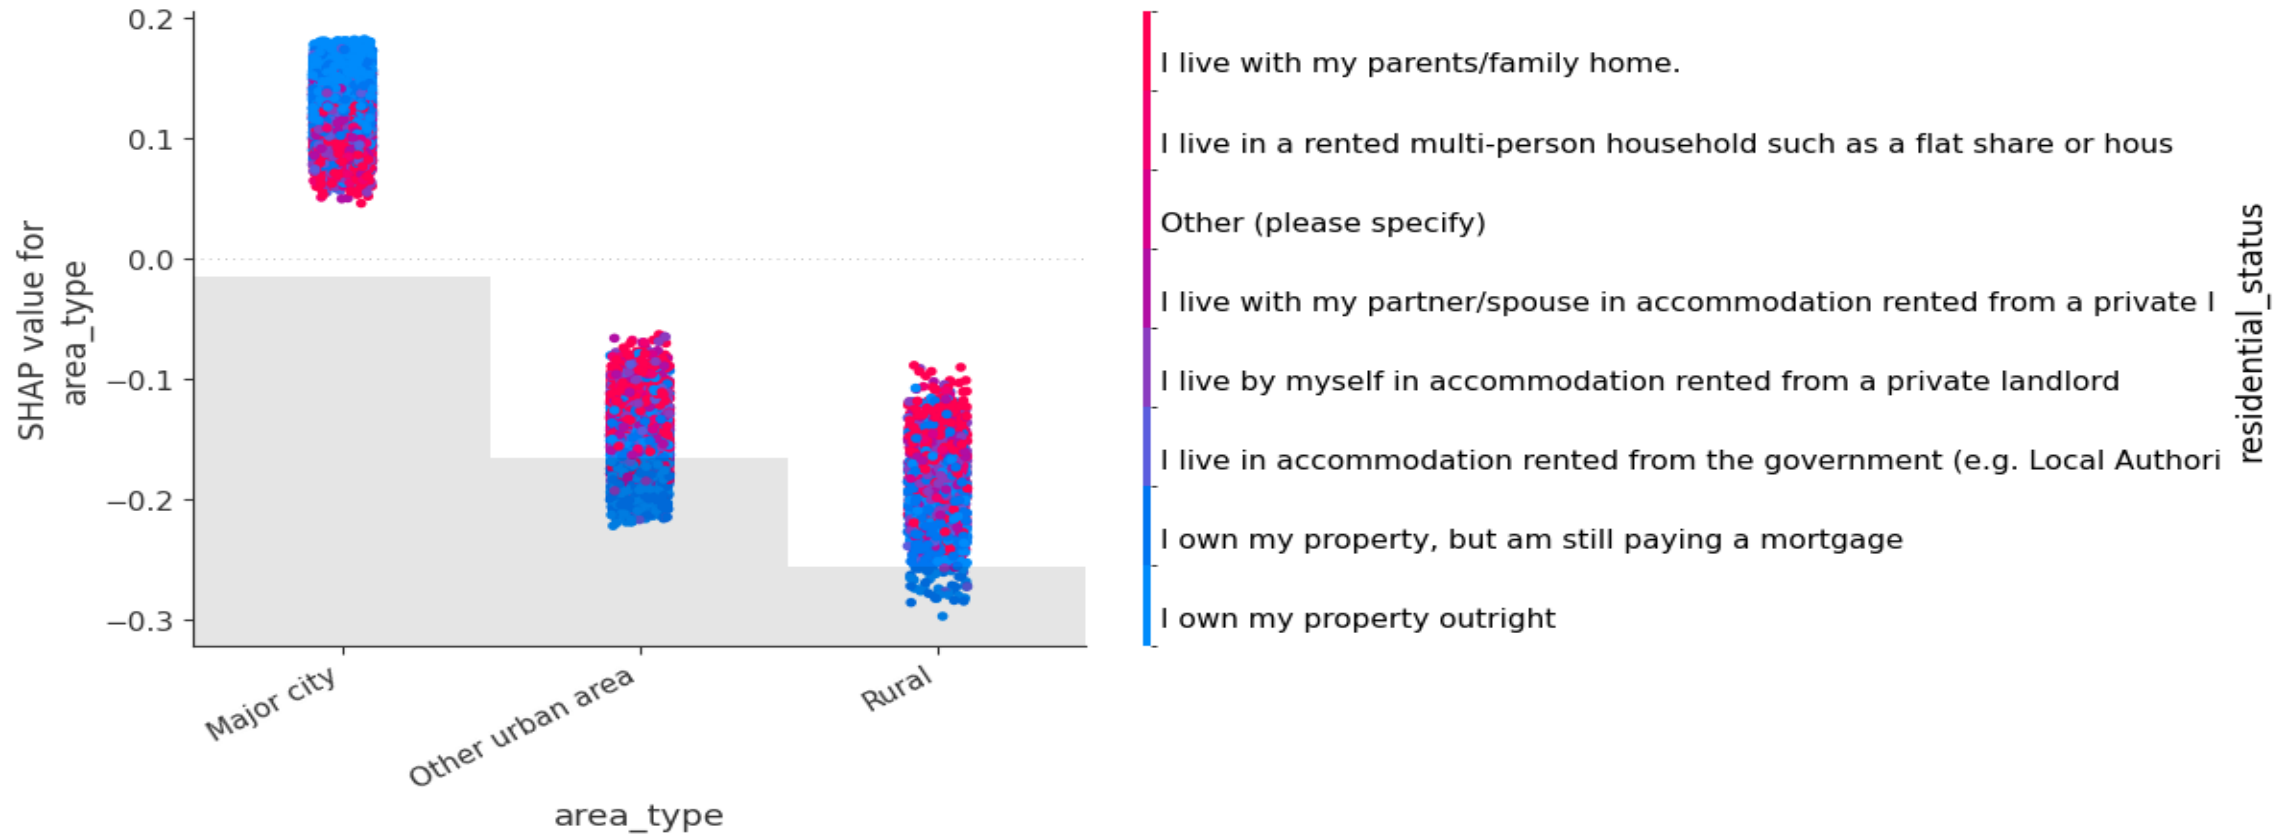 0.2
0.1
0.0
−0.1
−0.2
−0.3
SHAP value for
area_type
Major city
Other urban area
Rural
area_type
I live with my parents/family home.
I live in a rented multi-person household such as a flat share or hous
Other (please specify)
I live with my partner/spouse in accommodation rented from a private l
I live by myself in accommodation rented from a private landlord
I live in accommodation rented from the government (e.g. Local Authori
I own my property, but am still paying a mortgage
I own my property outright
residential_status